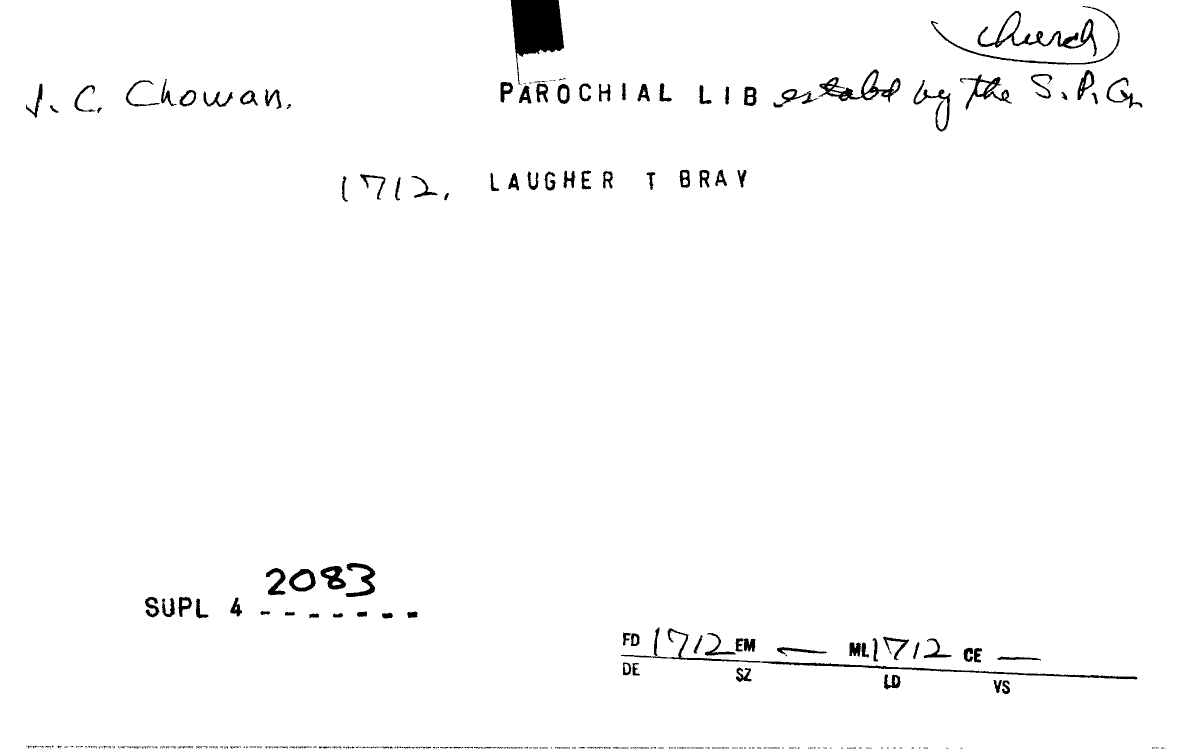 church
J. C. Chowan. PAROCHIAL LIB estabd by the S. P. G.
1712. LAUGHER T BRAY
2083
SUPL 4 - - - - - - -
FD 1712 EM — ML 1712 CE —
DE SZ LD VS